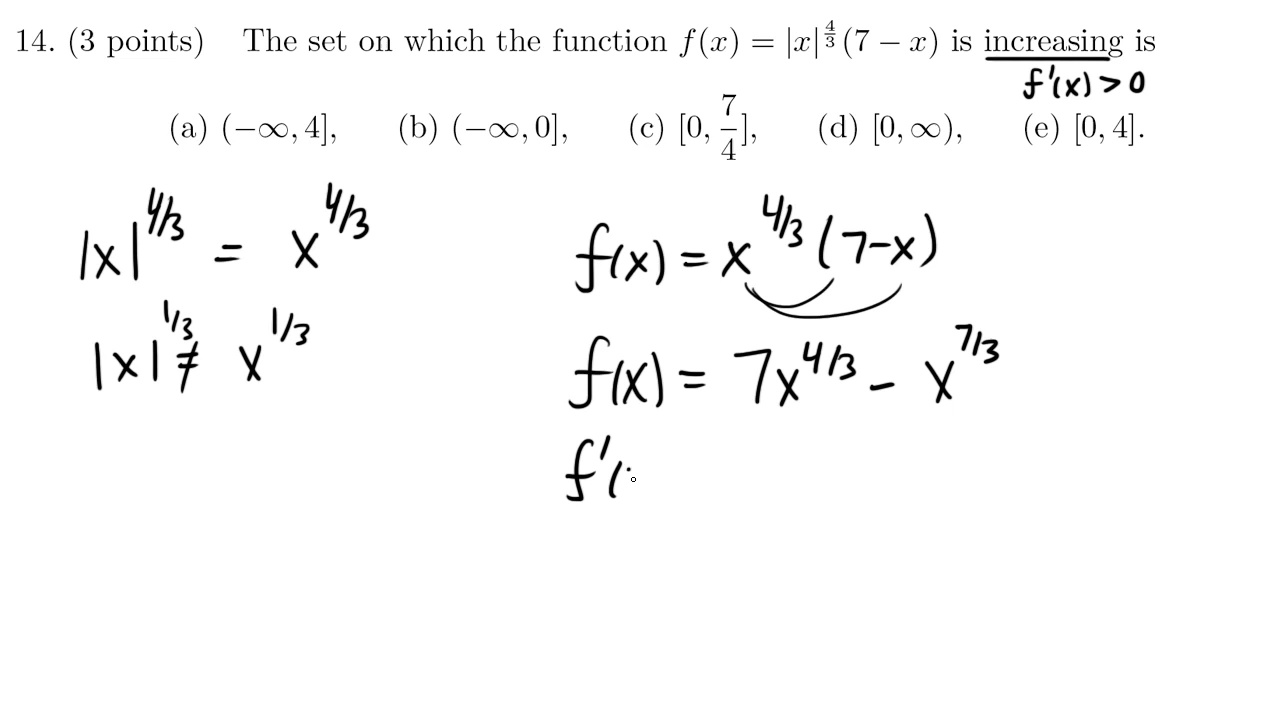 14. (3 points) The set on which the function f(x) = |x|^{4/3}(7 − x) is increasing is
f'(x) > 0
(a) (−∞, 4], (b) (−∞, 0], (c) [0, 7/4], (d) [0, ∞), (e) [0, 4].
|x|^{4/3} = x^{4/3}
|x|^{1/3} ≠ x^{1/3}
f(x) = x^{4/3}(7-x)
f(x) = 7x^{4/3} - x^{7/3}
f'(